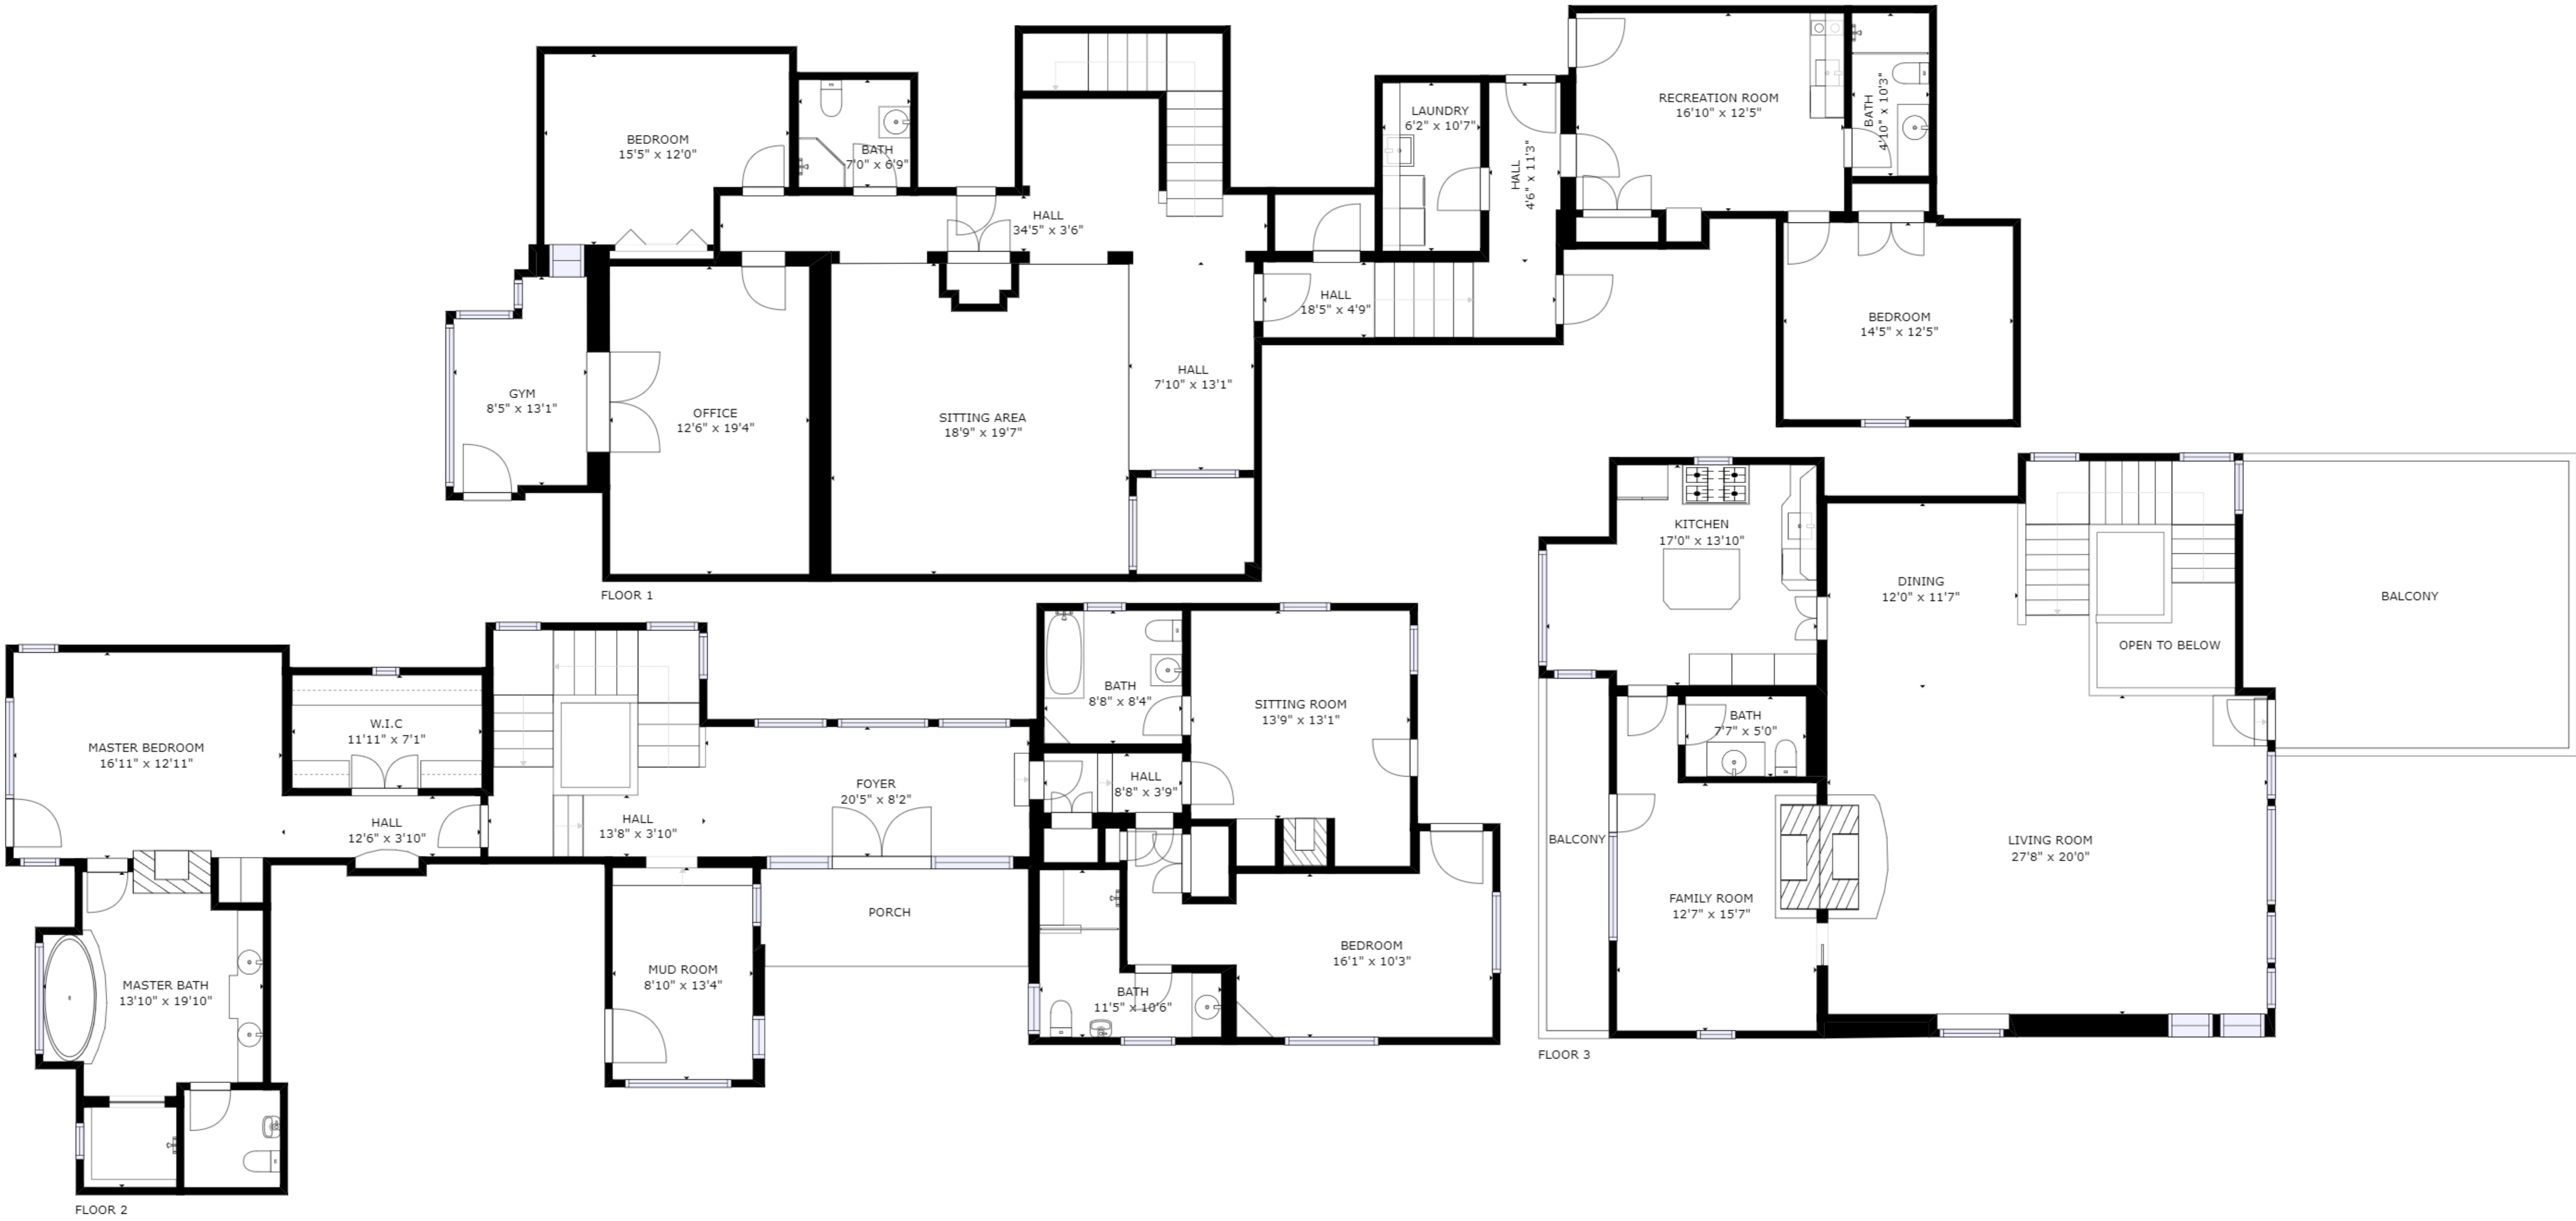 BEDROOM
15'5" x 12'0"
BATH
7'0" x 6'9"
HALL
34'5" x 3'6"
LAUNDRY
6'2" x 10'7"
HALL
4'6" x 11'3"
RECREATION ROOM
16'10" x 12'5"
BATH
4'10" x 10'3"
HALL
18'5" x 4'9"
BEDROOM
14'5" x 12'5"
GYM
8'5" x 13'1"
OFFICE
12'6" x 19'4"
SITTING AREA
18'9" x 19'7"
HALL
7'10" x 13'1"
FLOOR 1
MASTER BEDROOM
16'11" x 12'11"
W.I.C
11'11" x 7'1"
HALL
12'6" x 3'10"
HALL
13'8" x 3'10"
FOYER
20'5" x 8'2"
BATH
8'8" x 8'4"
HALL
8'8" x 3'9"
SITTING ROOM
13'9" x 13'1"
MASTER BATH
13'10" x 19'10"
MUD ROOM
8'10" x 13'4"
PORCH
BATH
11'5" x 10'6"
BEDROOM
16'1" x 10'3"
FLOOR 2
KITCHEN
17'0" x 13'10"
DINING
12'0" x 11'7"
OPEN TO BELOW
BALCONY
BATH
7'7" x 5'0"
BALCONY
FAMILY ROOM
12'7" x 15'7"
LIVING ROOM
27'8" x 20'0"
FLOOR 3